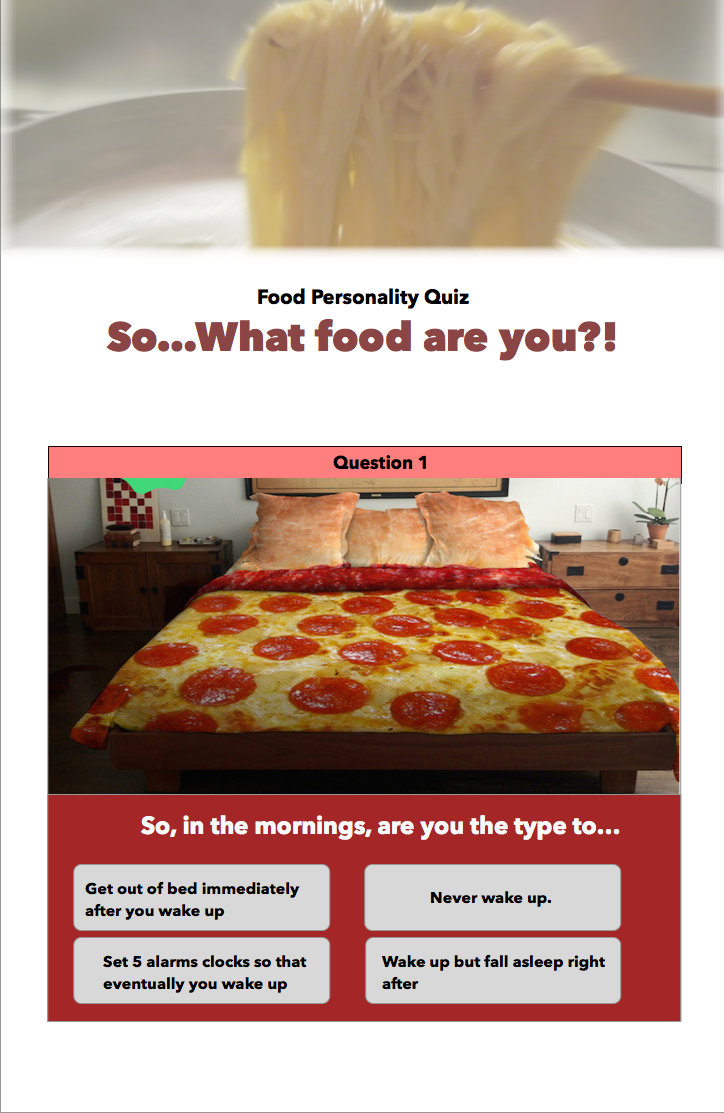 Food Personality Quiz
So...What food are you?!
Question 1
So, in the mornings, are you the type to...
Get out of bed immediately
after you wake up
Never wake up.
Set 5 alarms clocks so that
eventually you wake up
Wake up but fall asleep right
after